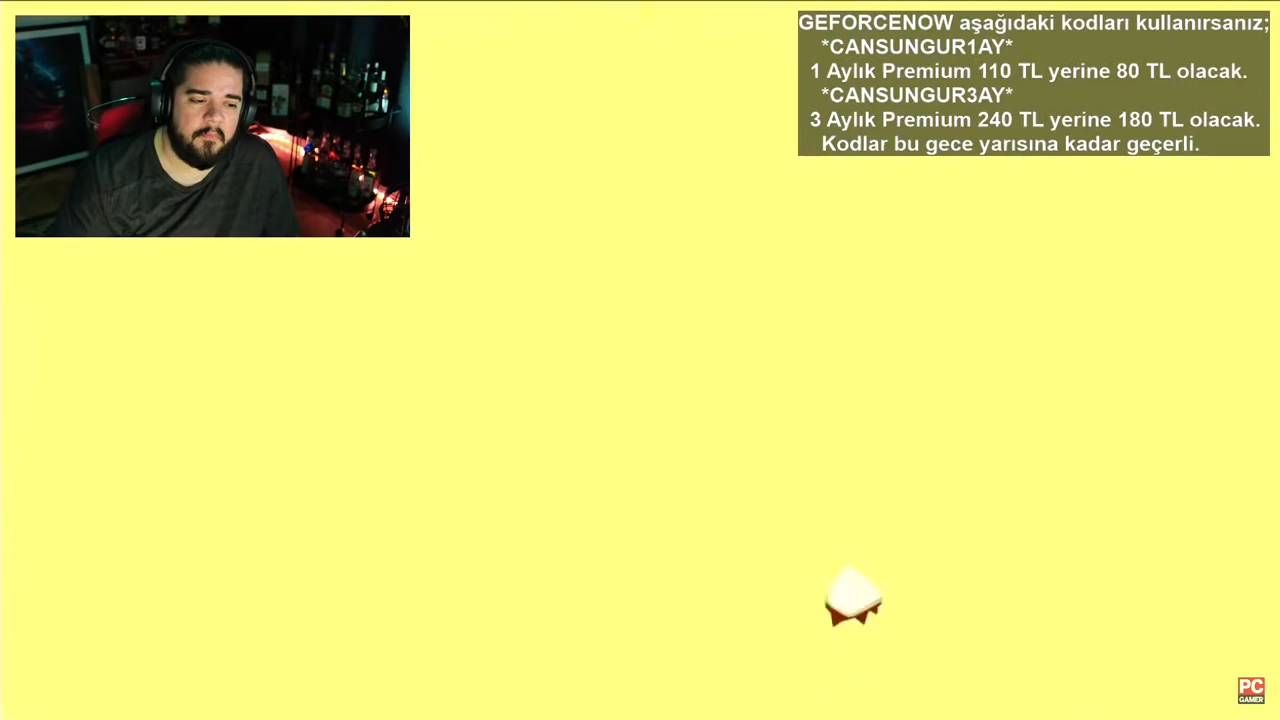 GEFORCENOW aşağıdaki kodları kullanırsanız;
*CANSUNGUR1AY*
1 Aylık Premium 110 TL yerine 80 TL olacak.
*CANSUNGUR3AY*
3 Aylık Premium 240 TL yerine 180 TL olacak.
Kodlar bu gece yarısına kadar geçerli.
PC
GAMER